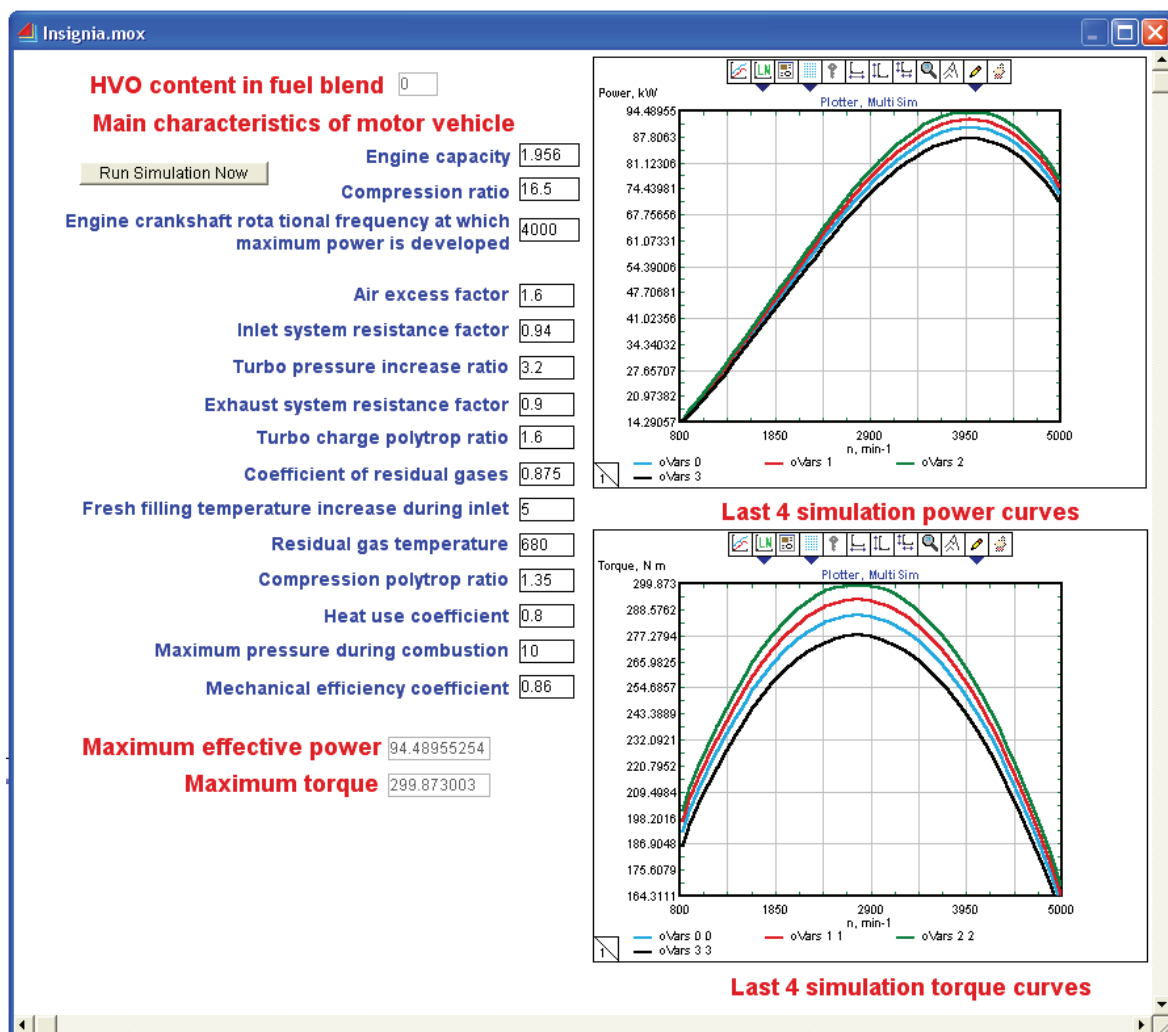 Insignia.mox
HVO content in fuel blend 0
Main characteristics of motor vehicle
Run Simulation Now
Engine capacity 1.956
Compression ratio 16.5
Engine crankshaft rota tional frequency at which
maximum power is developed 4000
Air excess factor 1.6
Inlet system resistance factor 0.94
Turbo pressure increase ratio 3.2
Exhaust system resistance factor 0.9
Turbo charge polytrop ratio 1.6
Coefficient of residual gases 0.875
Fresh filling temperature increase during inlet 5
Residual gas temperature 680
Compression polytrop ratio 1.35
Heat use coefficient 0.8
Maximum pressure during combustion 10
Mechanical efficiency coefficient 0.86
Maximum effective power 94.48955254
Maximum torque 299.873003
LN
Power, kW
Plotter, MultiSim
94.48955
87.8063
81.12306
74.43981
67.75656
61.07331
54.39006
47.70681
41.02356
34.34032
27.65707
20.97382
14.29057
800 1850 2900 3950 5000
n, min-1
oVars 0 oVars 1 oVars 2
oVars 3
1
Last 4 simulation power curves
LN
Torque, N m
Plotter, MultiSim
299.873
288.5762
277.2794
265.9825
254.6857
243.3889
232.0921
220.7952
209.4984
198.2016
186.9048
175.6079
164.3111
800 1850 2900 3950 5000
n, min-1
oVars 0 0 oVars 1 1 oVars 2 2
oVars 3 3
1
Last 4 simulation torque curves